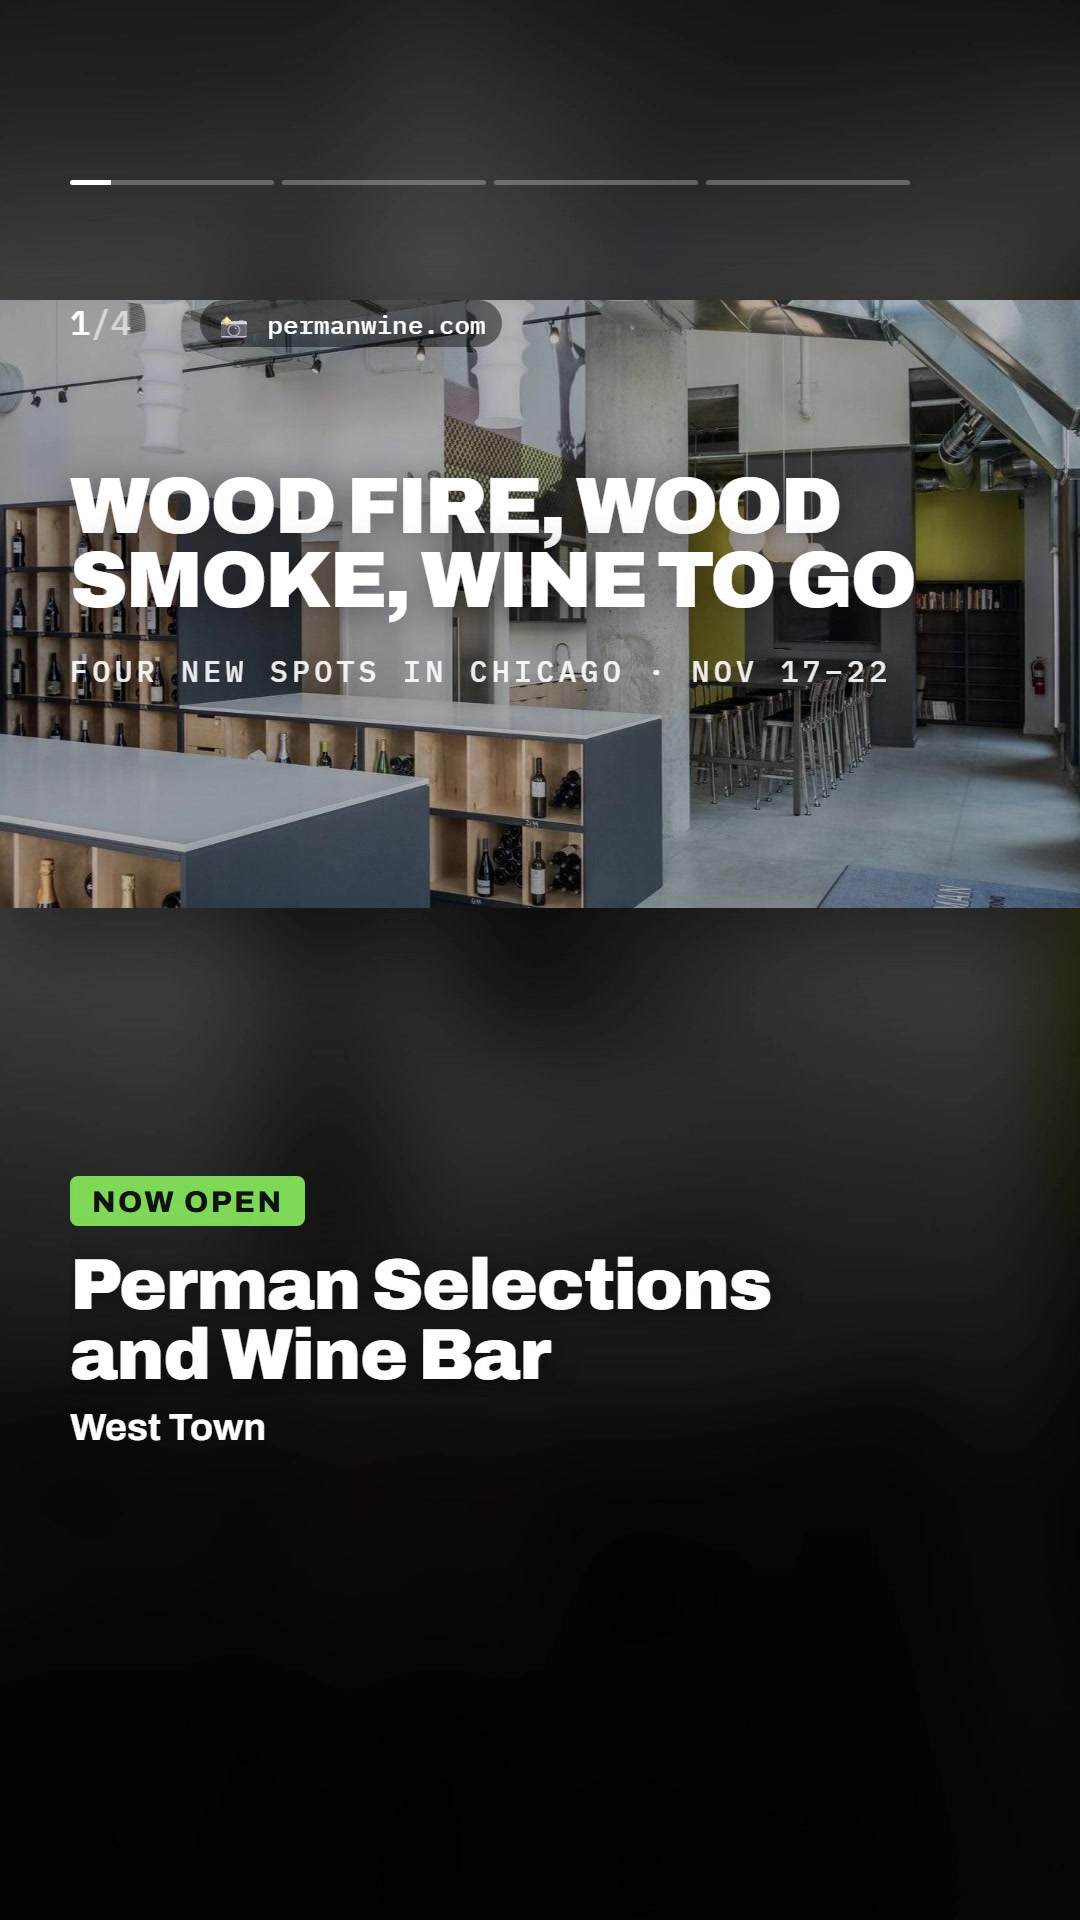 1/4
permanwine.com
WOOD FIRE, WOOD
SMOKE, WINE TO GO
FOUR NEW SPOTS IN CHICAGO · NOV 17–22
NOW OPEN
Perman Selections
and Wine Bar
West Town